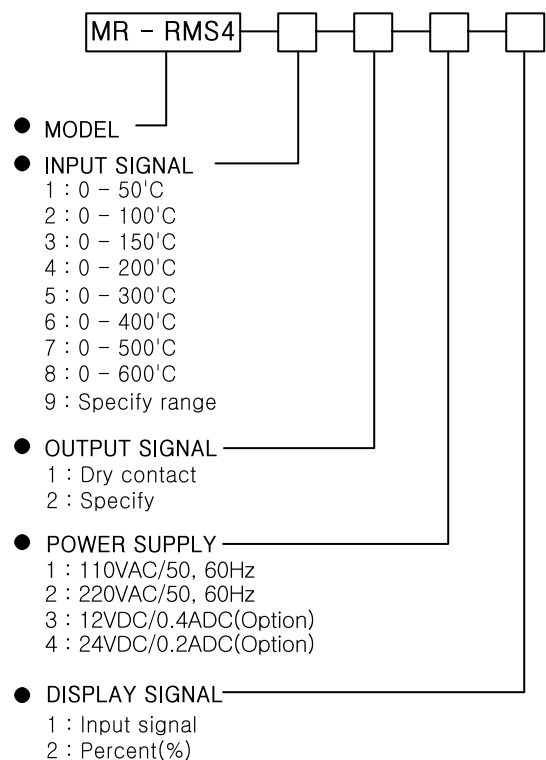 MR - RMS4
● MODEL
● INPUT SIGNAL
1 : 0 - 50'C
2 : 0 - 100'C
3 : 0 - 150'C
4 : 0 - 200'C
5 : 0 - 300'C
6 : 0 - 400'C
7 : 0 - 500'C
8 : 0 - 600'C
9 : Specify range
● OUTPUT SIGNAL
1 : Dry contact
2 : Specify
● POWER SUPPLY
1 : 110VAC/50, 60Hz
2 : 220VAC/50, 60Hz
3 : 12VDC/0.4ADC(Option)
4 : 24VDC/0.2ADC(Option)
● DISPLAY SIGNAL
1 : Input signal
2 : Percent(%)